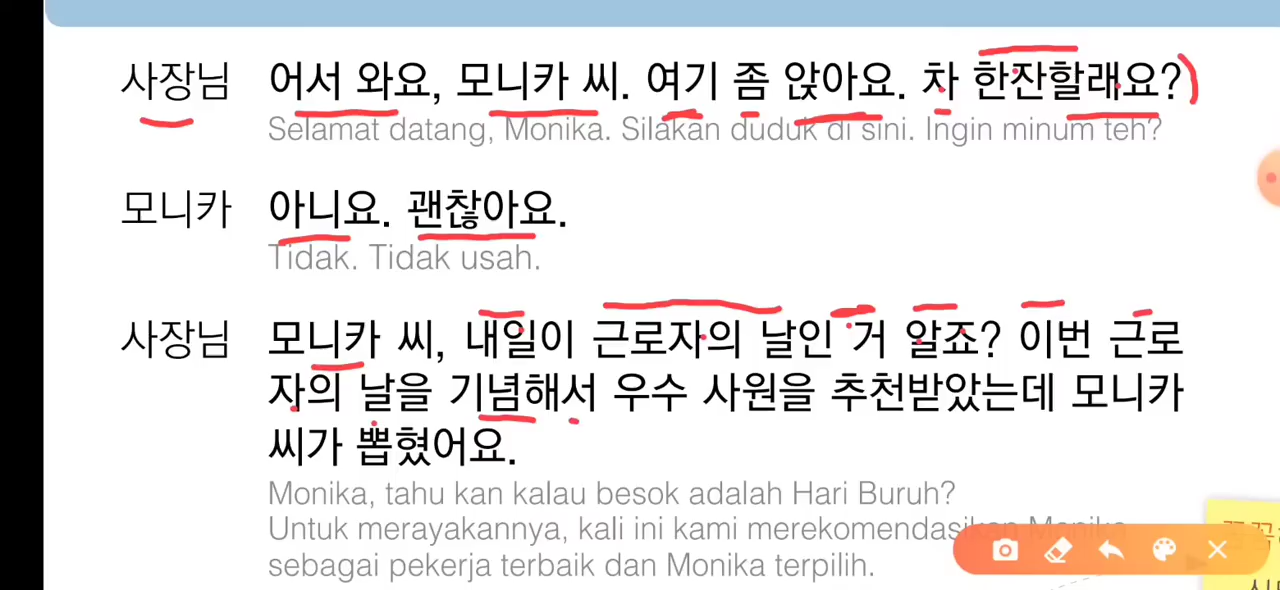 사장님 어서 와요, 모니카 씨. 여기 좀 앉아요. 차 한잔할래요?
Selamat datang, Monika. Silakan duduk di sini. Ingin minum teh?
모니카 아니요. 괜찮아요.
Tidak. Tidak usah.
사장님 모니카 씨, 내일이 근로자의 날인 거 알죠? 이번 근로
자의 날을 기념해서 우수 사원을 추천받았는데 모니카
씨가 뽑혔어요.
Monika, tahu kan kalau besok adalah Hari Buruh?
Untuk merayakannya, kali ini kami merekomendasikan Monika
sebagai pekerja terbaik dan Monika terpilih.